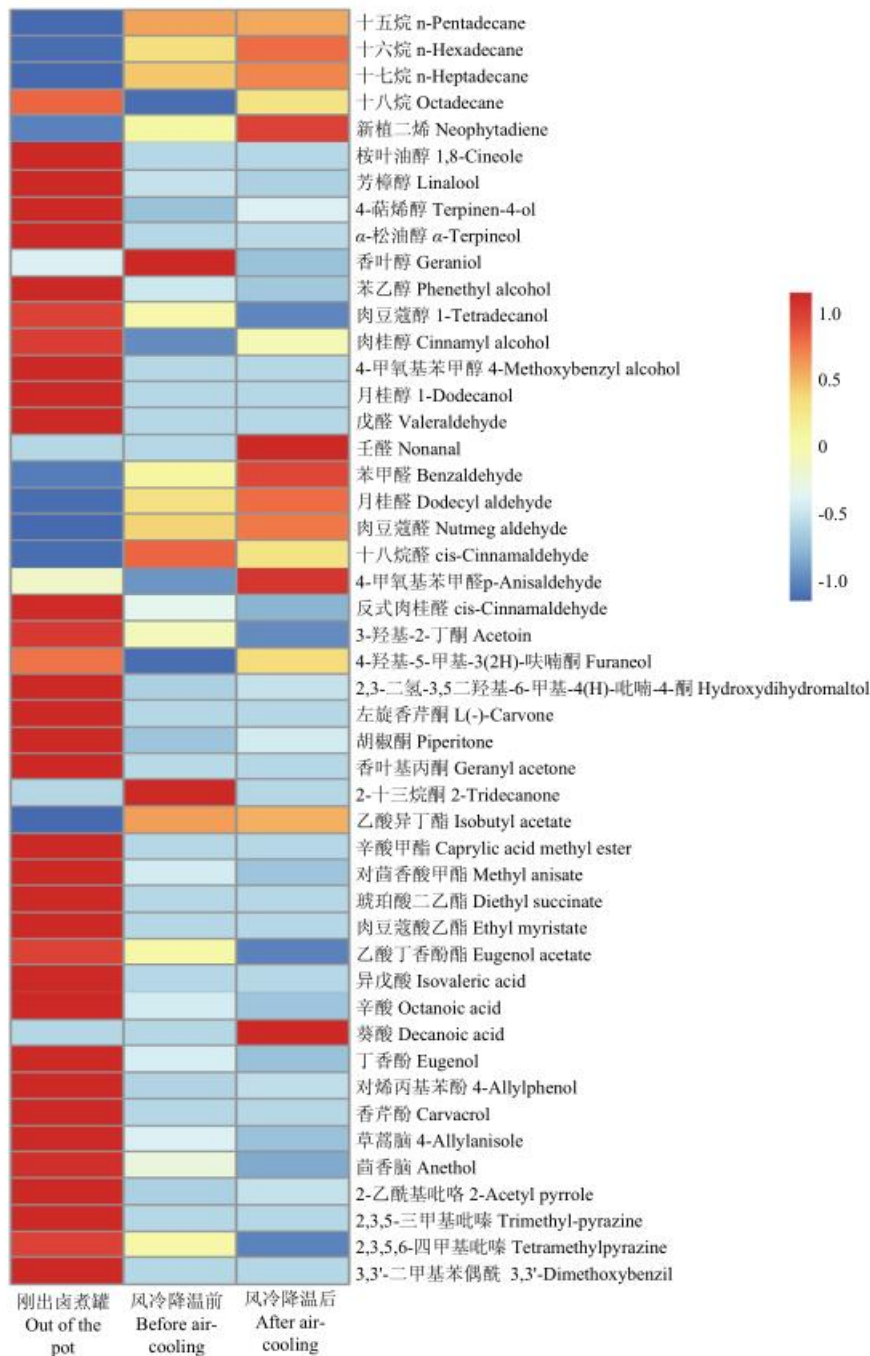 十五烷 n-Pentadecane
十六烷 n-Hexadecane
十七烷 n-Heptadecane
十八烷 Octadecane
新植二烯 Neophytadiene
桉叶油醇 1,8-Cineole
芳樟醇 Linalool
4-萜烯醇 Terpinen-4-ol
α-松油醇 α-Terpineol
香叶醇 Geraniol
苯乙醇 Phenethyl alcohol
肉豆蔻醇 1-Tetradecanol
肉桂醇 Cinnamyl alcohol
4-甲氧基苯甲醇 4-Methoxybenzyl alcohol
月桂醇 1-Dodecanol
戊醛 Valeraldehyde
壬醛 Nonanal
苯甲醛 Benzaldehyde
月桂醛 Dodecyl aldehyde
肉豆蔻醛 Nutmeg aldehyde
十八烷醛 cis-Cinnamaldehyde
4-甲氧基苯甲醛p-Anisaldehyde
反式肉桂醛 cis-Cinnamaldehyde
3-羟基-2-丁酮 Acetoin
4-羟基-5-甲基-3(2H)-呋喃酮 Furaneol
2,3-二氢-3,5二羟基-6-甲基-4(H)-吡喃-4-酮 Hydroxydihydromaltol
左旋香芹酮 L(-)-Carvone
胡椒酮 Piperitone
香叶基丙酮 Geranyl acetone
2-十三烷酮 2-Tridecanone
乙酸异丁酯 Isobutyl acetate
辛酸甲酯 Caprylic acid methyl ester
对茴香酸甲酯 Methyl anisate
琥珀酸二乙酯 Diethyl succinate
肉豆蔻酸乙酯 Ethyl myristate
乙酸丁香酚酯 Eugenol acetate
异戊酸 Isovaleric acid
辛酸 Octanoic acid
葵酸 Decanoic acid
丁香酚 Eugenol
对烯丙基苯酚 4-Allylphenol
香芹酚 Carvacrol
草蒿脑 4-Allylanisole
茴香脑 Anethol
2-乙酰基吡咯 2-Acetyl pyrrole
2,3,5-三甲基吡嗪 Trimethyl-pyrazine
2,3,5,6-四甲基吡嗪 Tetramethylpyrazine
3,3'-二甲基苯偶酰 3,3'-Dimethoxybenzil
1.0
0.5
0
-0.5
-1.0
刚出卤煮罐
Out of the
pot
风冷降温前
Before air-
cooling
风冷降温后
After air-
cooling